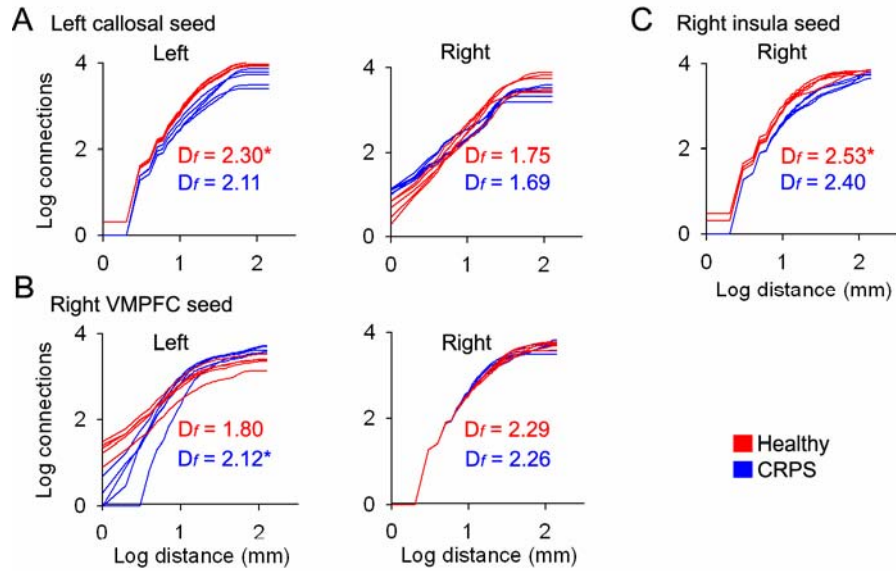 A Left callosal seed
Left
Right
Log connections
4
2
0
0 1 2
Df = 2.30*
Df = 2.11
4
2
0
0 1 2
Df = 1.75
Df = 1.69
C Right insula seed
Right
4
2
0
0 1 2
Log distance (mm)
Df = 2.53*
Df = 2.40
B Right VMPFC seed
Left
Right
Log connections
4
2
0
0 1 2
Log distance (mm)
Df = 1.80
Df = 2.12*
4
2
0
0 1 2
Log distance (mm)
Df = 2.29
Df = 2.26
Healthy
CRPS